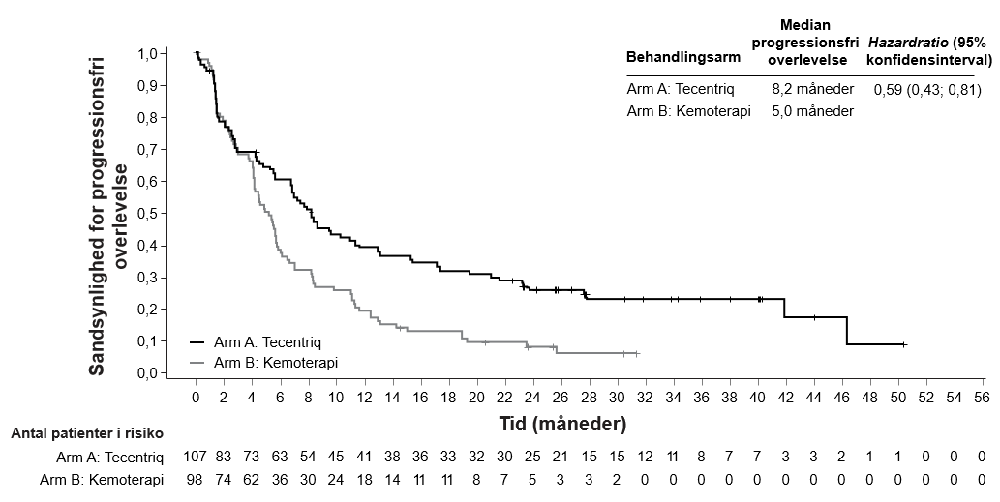 Median
progressionsfri
overlevelse
Hazardratio (95%
konfidensinterval)
Behandlingsarm
Arm A: Tecentriq 8,2 måneder 0,59 (0,43; 0,81)
Arm B: Kemoterapi 5,0 måneder
Sandsynlighed for progressionsfri
overlevelse
1,0
0,9
0,8
0,7
0,6
0,5
0,4
0,3
0,2
0,1
0,0
Arm A: Tecentriq
Arm B: Kemoterapi
0 2 4 6 8 10 12 14 16 18 20 22 24 26 28 30 32 34 36 38 40 42 44 46 48 50 52 54 56
Tid (måneder)
Antal patienter i risiko
Arm A: Tecentriq 107 83 73 63 54 45 41 38 36 33 32 30 25 21 15 15 12 11 8 7 7 3 3 2 1 1 0 0 0
Arm B: Kemoterapi 98 74 62 36 30 24 18 14 11 11 8 7 5 3 3 2 0 0 0 0 0 0 0 0 0 0 0 0 0